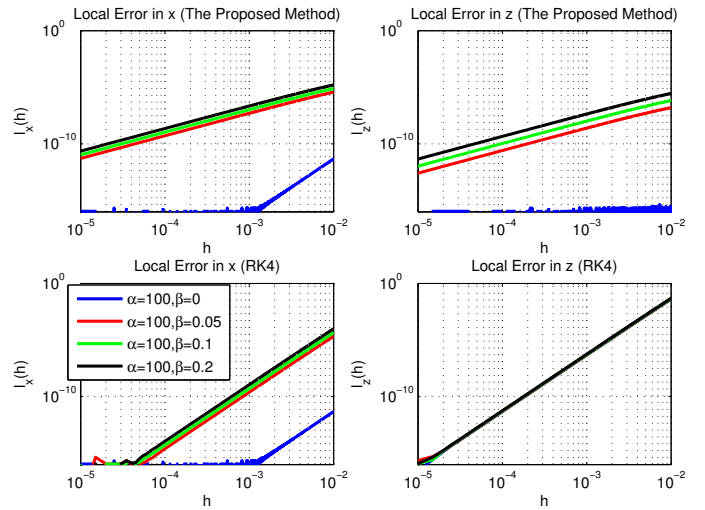 Local Error in x (The Proposed Method)
10^0
l_x(h)
10^-10
10^-5
10^-4
10^-3
10^-2
h
Local Error in z (The Proposed Method)
10^0
l_z(h)
10^-10
10^-5
10^-4
10^-3
10^-2
h
Local Error in x (RK4)
10^0
α=100,β=0
α=100,β=0.05
α=100,β=0.1
α=100,β=0.2
l_x(h)
10^-10
10^-5
10^-4
10^-3
10^-2
h
Local Error in z (RK4)
10^0
l_z(h)
10^-10
10^-5
10^-4
10^-3
10^-2
h